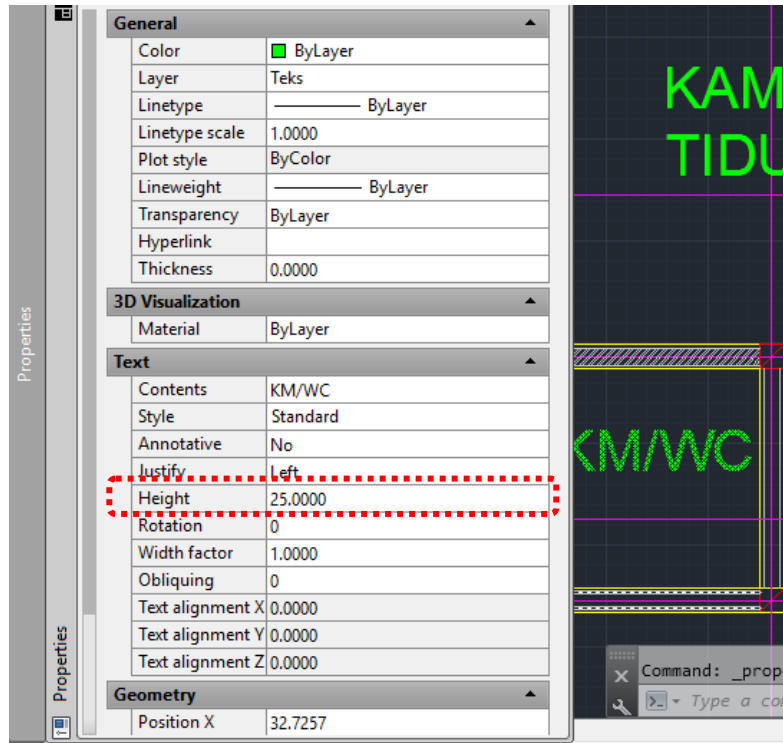 General
Color ByLayer
Layer Teks
Linetype ByLayer
Linetype scale 1.0000
Plot style ByColor
Lineweight ByLayer
Transparency ByLayer
Hyperlink
Thickness 0.0000
3D Visualization
Material ByLayer
Text
Contents KM/WC
Style Standard
Annotative No
Justify Left
Height 25.0000
Rotation 0
Width factor 1.0000
Obliquing 0
Text alignment X 0.0000
Text alignment Y 0.0000
Text alignment Z 0.0000
Geometry
Position X 32.7257
Properties
Properties
KAM
TIDU
KM/WC
Command: _prop
Type a co